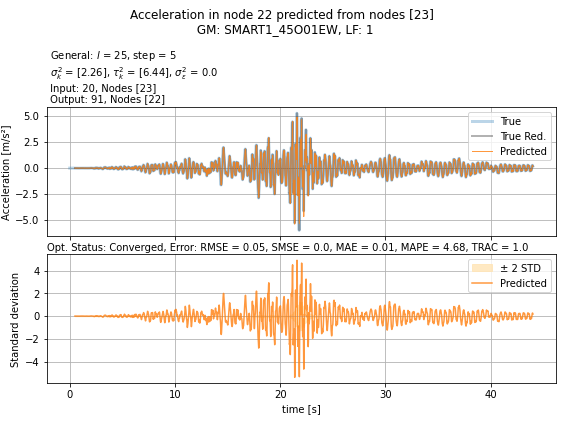 Acceleration in node 22 predicted from nodes [23]
GM: SMART1_45O01EW, LF: 1
General: l = 25, step = 5
σ²ₖ = [2.26], τ²ₖ = [6.44], σ²ε = 0.0
Input: 20, Nodes [23]
Output: 91, Nodes [22]
Acceleration [m/s²]
5.0
2.5
0.0
−2.5
−5.0
True
True Red.
Predicted
Opt. Status: Converged, Error: RMSE = 0.05, SMSE = 0.0, MAE = 0.01, MAPE = 4.68, TRAC = 1.0
Standard deviation
4
2
0
−2
−4
± 2 STD
Predicted
0
10
20
30
40
time [s]